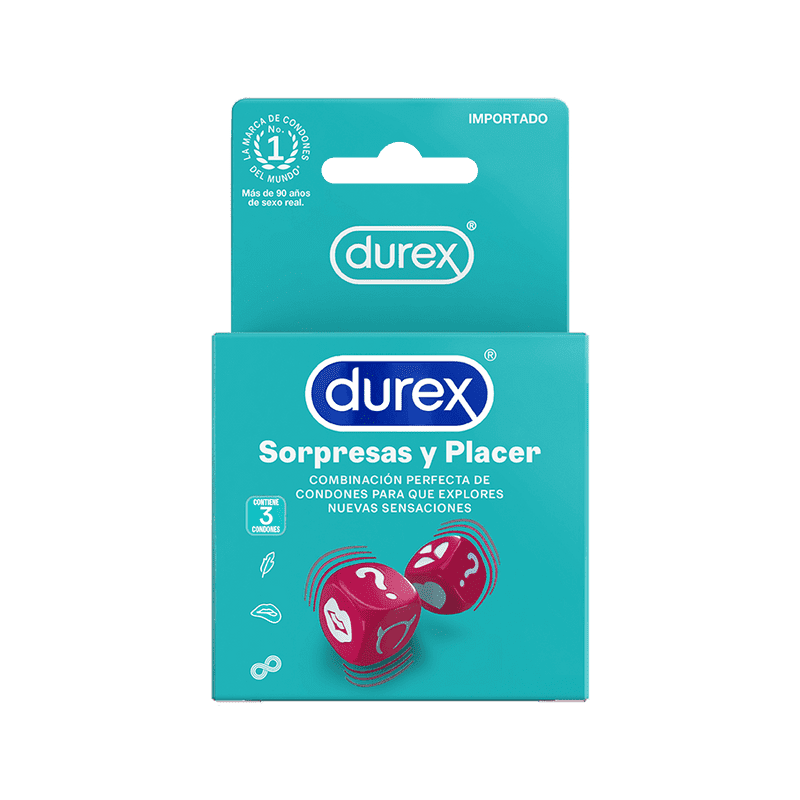 IMPORTADO
LA MARCA DE CONDONES
No.
1
DEL MUNDO*
Más de 90 años
de sexo real.
durex®
durex®
Sorpresas y Placer
COMBINACIÓN PERFECTA DE
CONDONES PARA QUE EXPLORES
NUEVAS SENSACIONES
CONTIENE
3
CONDONES
?
?